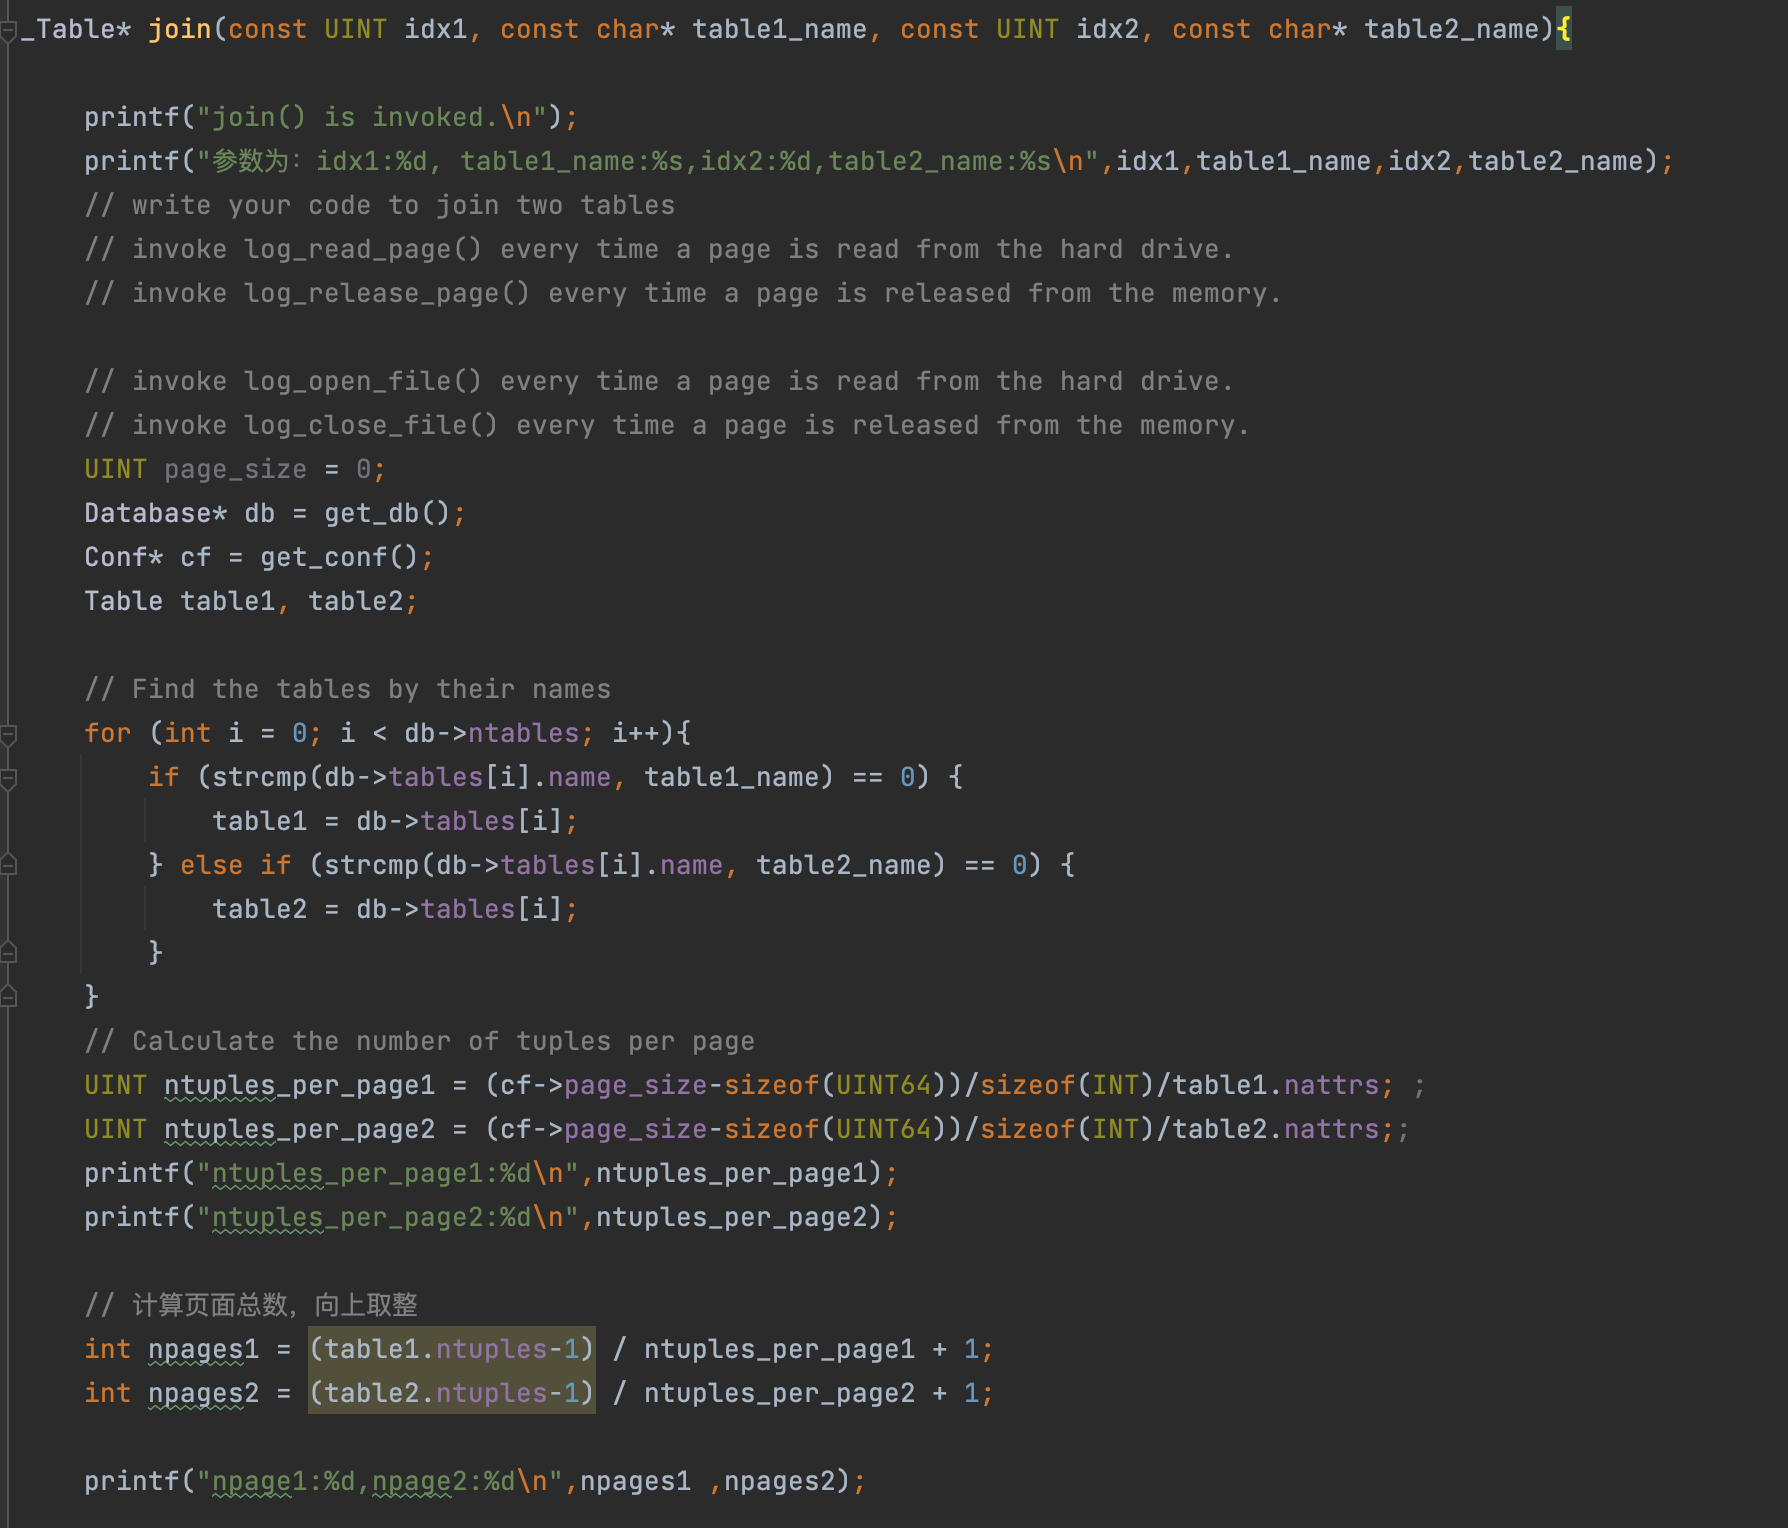 _Table* join(const UINT idx1, const char* table1_name, const UINT idx2, const char* table2_name){
printf("join() is invoked.\n");
printf("参数为：idx1:%d, table1_name:%s,idx2:%d,table2_name:%s\n",idx1,table1_name,idx2,table2_name);
// write your code to join two tables
// invoke log_read_page() every time a page is read from the hard drive.
// invoke log_release_page() every time a page is released from the memory.
// invoke log_open_file() every time a page is read from the hard drive.
// invoke log_close_file() every time a page is released from the memory.
UINT page_size = 0;
Database* db = get_db();
Conf* cf = get_conf();
Table table1, table2;
// Find the tables by their names
for (int i = 0; i < db->ntables; i++){
if (strcmp(db->tables[i].name, table1_name) == 0) {
table1 = db->tables[i];
} else if (strcmp(db->tables[i].name, table2_name) == 0) {
table2 = db->tables[i];
}
}
// Calculate the number of tuples per page
UINT ntuples_per_page1 = (cf->page_size-sizeof(UINT64))/sizeof(INT)/table1.nattrs; ;
UINT ntuples_per_page2 = (cf->page_size-sizeof(UINT64))/sizeof(INT)/table2.nattrs;;
printf("ntuples_per_page1:%d\n",ntuples_per_page1);
printf("ntuples_per_page2:%d\n",ntuples_per_page2);
// 计算页面总数，向上取整
int npages1 = (table1.ntuples-1) / ntuples_per_page1 + 1;
int npages2 = (table2.ntuples-1) / ntuples_per_page2 + 1;
printf("npage1:%d,npage2:%d\n",npages1 ,npages2);